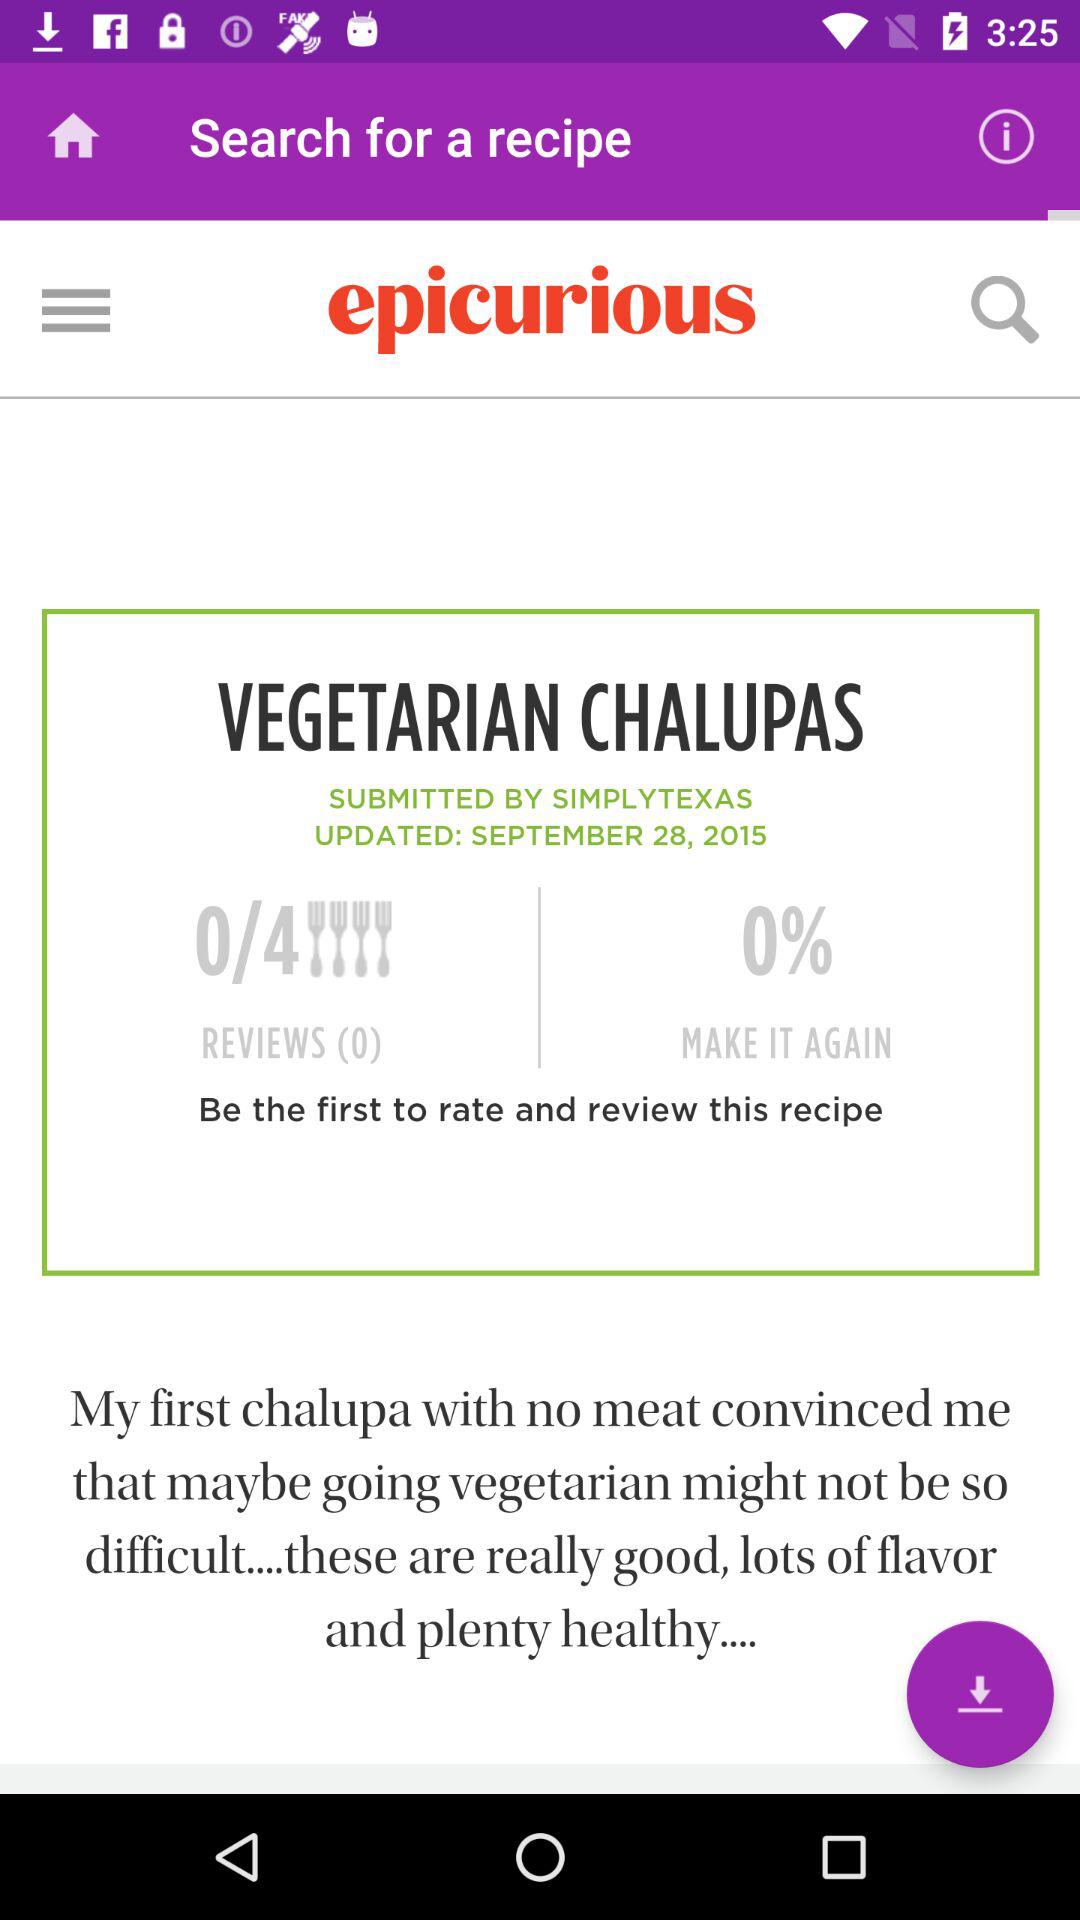 FAKE
3:25
Search for a recipe
epicurious
VEGETARIAN CHALUPAS
SUBMITTED BY SIMPLYTEXAS
UPDATED: SEPTEMBER 28, 2015
0/4 0%
REVIEWS (0) MAKE IT AGAIN
Be the first to rate and review this recipe
My first chalupa with no meat convinced me
that maybe going vegetarian might not be so
difficult....these are really good, lots of flavor
and plenty healthy....